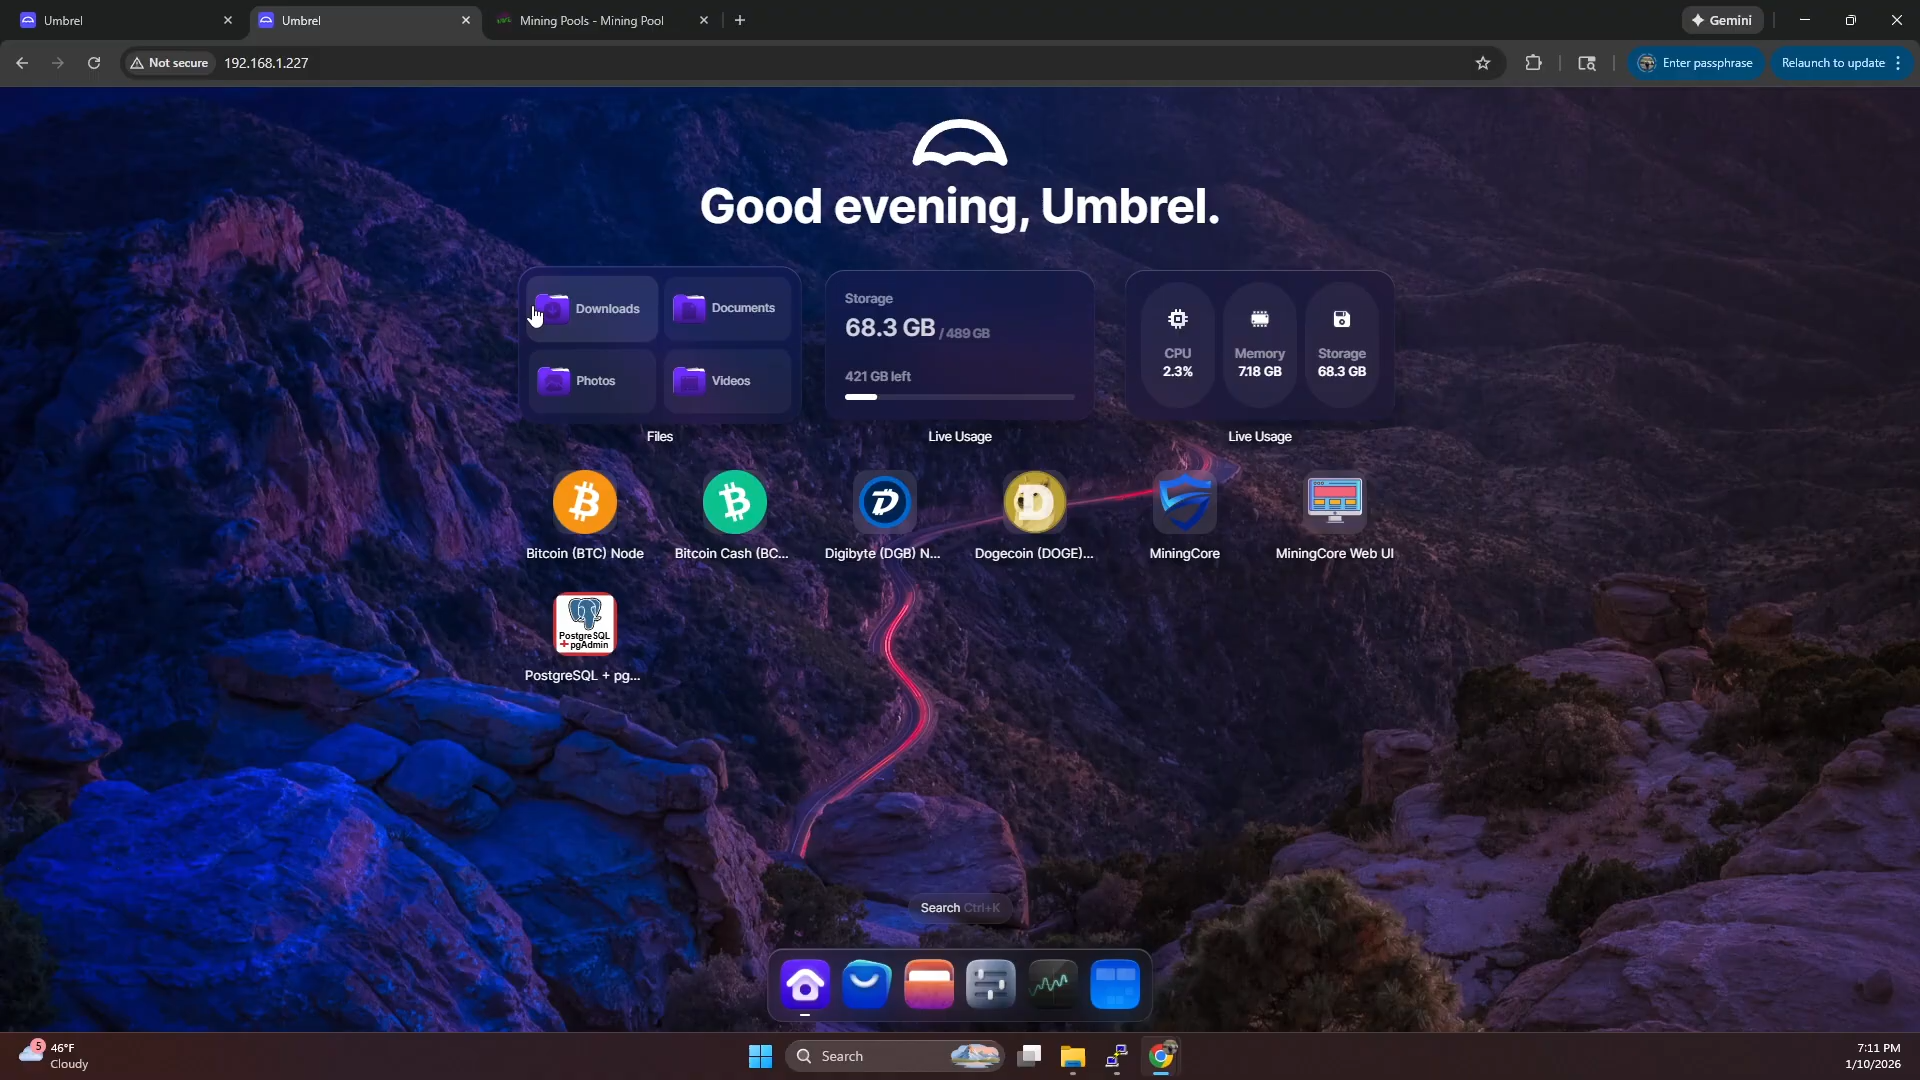 Umbrel
Umbrel
Mining Pools - Mining Pool
Gemini
Not secure
192.168.1.227
Enter passphrase
Relaunch to update
Good evening, Umbrel.
Downloads
Documents
Photos
Videos
Files
Storage
68.3 GB / 489 GB
421 GB left
Live Usage
CPU
2.3%
Memory
7.18 GB
Storage
68.3 GB
Live Usage
Bitcoin (BTC) Node
Bitcoin Cash (BC...
Digibyte (DGB) N...
Dogecoin (DOGE)...
MiningCore
MiningCore Web UI
PostgreSQL
+ pgAdmin
PostgreSQL + pg...
Search Ctrl+K
5
46°F
Cloudy
Search
7:11 PM
1/10/2026